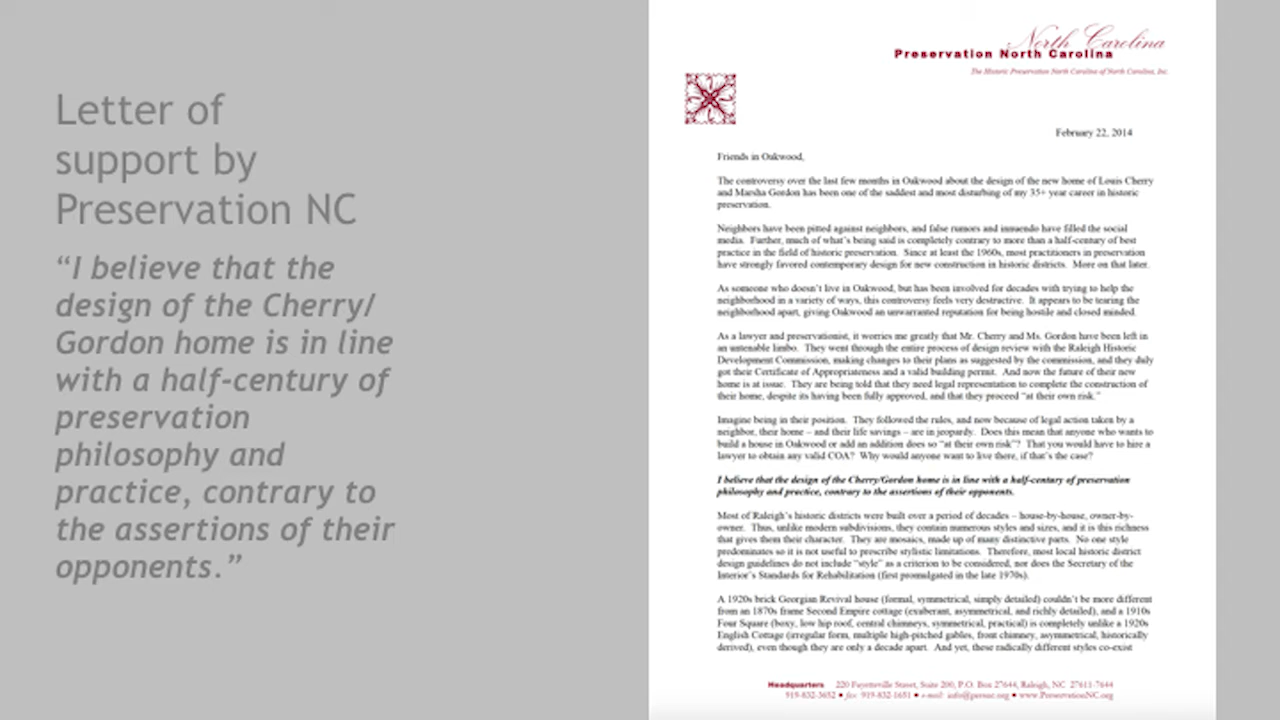 Letter of
support by
Preservation NC
“I believe that the
design of the Cherry/
Gordon home is in line
with a half-century of
preservation
philosophy and
practice, contrary to
the assertions of their
opponents.”
North Carolina
Preservation North Carolina
The Historic Preservation North Carolina of North Carolina, Inc.
February 22, 2014
Friends in Oakwood,
The controversy over the last few months in Oakwood about the design of the new home of Louis Cherry
and Marsha Gordon has been one of the saddest and most disturbing of my 35+ year career in historic
preservation.
Neighbors have been pitted against neighbors, and false rumors and innuendo have filled the social
media.  Further, much of what’s being said is completely contrary to more than a half-century of best
practice in the field of historic preservation.  Since at least the 1960s, most practitioners in preservation
have strongly favored contemporary design for new construction in historic districts.  More on that later.
As someone who doesn’t live in Oakwood, but has been involved for decades with trying to help the
neighborhood in a variety of ways, this controversy feels very destructive.  It appears to be tearing the
neighborhood apart, giving Oakwood an unwarranted reputation for being hostile and closed minded.
As a lawyer and preservationist, it worries me greatly that Mr. Cherry and Ms. Gordon have been left in
an untenable limbo.  They went through the entire process of design review with the Raleigh Historic
Development Commission, making changes to their plans as suggested by the commission, and they duly
got their Certificate of Appropriateness and a valid building permit.  And now the future of their new
home is at issue.  They are being told that they need legal representation to complete the construction of
their home, despite its having been fully approved, and that they proceed “at their own risk.”
Imagine being in their position.  They followed the rules, and now because of legal action taken by a
neighbor, their home – and their life savings – are in jeopardy.  Does this mean that anyone who wants to
build a house in Oakwood or add an addition does so “at their own risk”?  That you would have to hire a
lawyer to obtain any valid COA?  Why would anyone want to live there, if that’s the case?
I believe that the design of the Cherry/Gordon home is in line with a half-century of preservation
philosophy and practice, contrary to the assertions of their opponents.
Most of Raleigh’s historic districts were built over a period of decades – house-by-house, owner-by-
owner.  Thus, unlike modern subdivisions, they contain numerous styles and sizes, and it is this richness
that gives them their character.  They are mosaics, made up of many distinctive parts.  No one style
predominates so it is not useful to prescribe stylistic limitations.  Therefore, most local historic district
design guidelines do not include “style” as a criterion to be considered, nor does the Secretary of the
Interior’s Standards for Rehabilitation (first promulgated in the late 1970s).
A 1920s brick Georgian Revival house (formal, symmetrical, simply detailed) couldn’t be more different
from an 1870s frame Second Empire cottage (exuberant, asymmetrical, and richly detailed), and a 1910s
Four Square (boxy, low hip roof, central chimneys, symmetrical, practical) is completely unlike a 1920s
English Cottage (irregular form, multiple high-pitched gables, front chimney, asymmetrical, historically
derived), even though they are only a decade apart.  And yet, these radically different styles co-exist
Headquarters 220 Fayetteville Street, Suite 200, P.O. Box 27644, Raleigh, NC 27611-7644
919-832-3652 • fax 919-832-1651 • e-mail info@presnc.org • www.PreservationNC.org